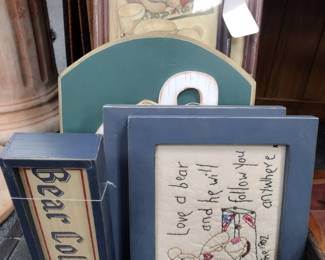 Bear Col
Love a bear
and he will
follow you
anywhere